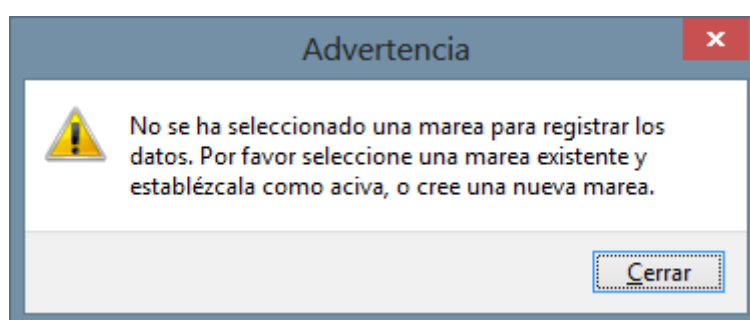 Advertencia
No se ha seleccionado una marea para registrar los
datos. Por favor seleccione una marea existente y
establézcala como aciva, o cree una nueva marea.
Cerrar